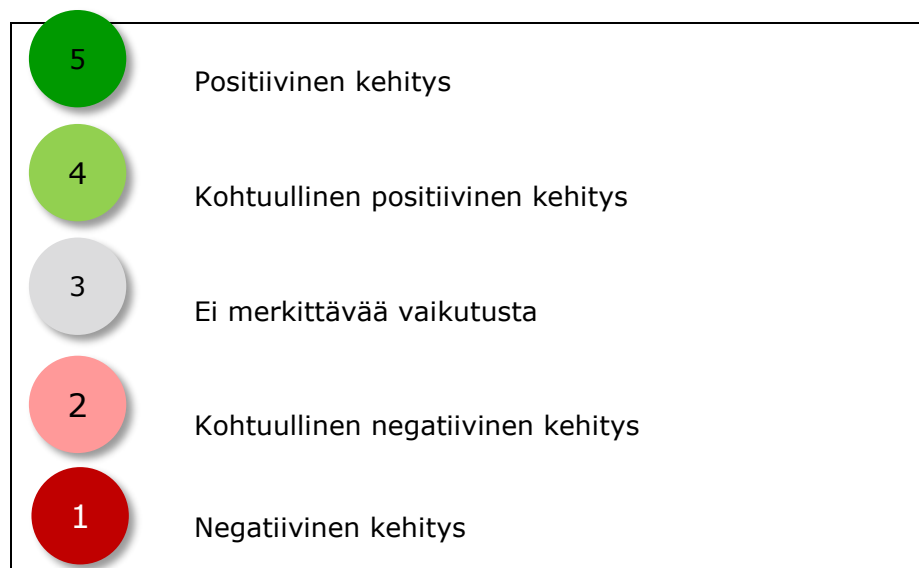 5 Positiivinen kehitys
4 Kohtuullinen positiivinen kehitys
3 Ei merkittävää vaikutusta
2 Kohtuullinen negatiivinen kehitys
1 Negatiivinen kehitys